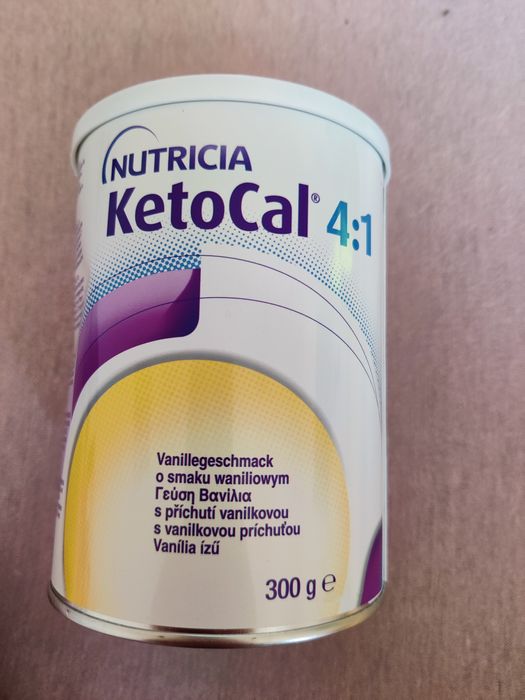 NUTRICIA
KetoCal® 4:1
Vanillegeschmack
o smaku waniliowym
Γεύση Βανίλια
s příchutí vanilkovou
s vanilkovou príchuťou
Vanília ízű
300 g ℮